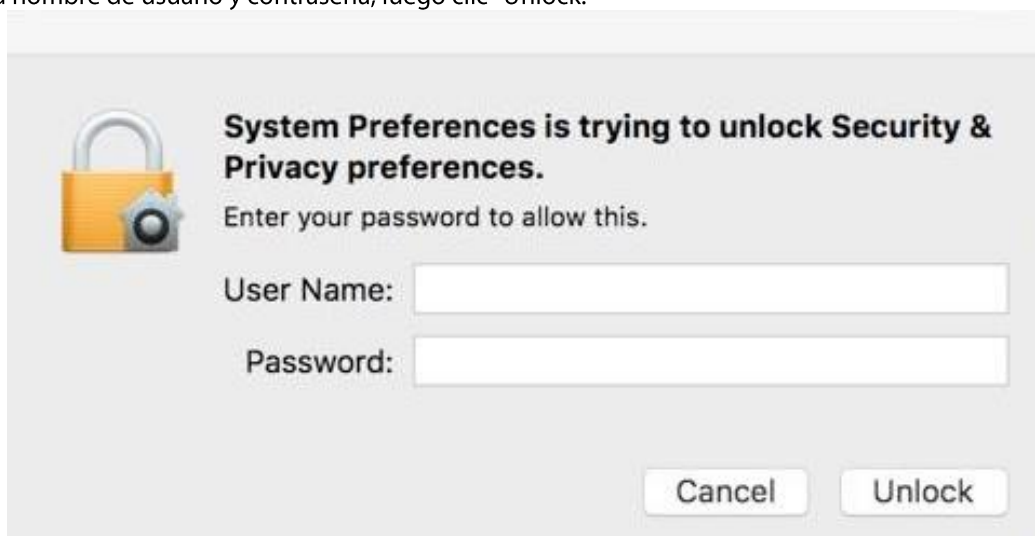 nombre de usuario y contraseña, luego clic "Unlock.
System Preferences is trying to unlock Security &
Privacy preferences.
Enter your password to allow this.
User Name:
Password:
Cancel
Unlock